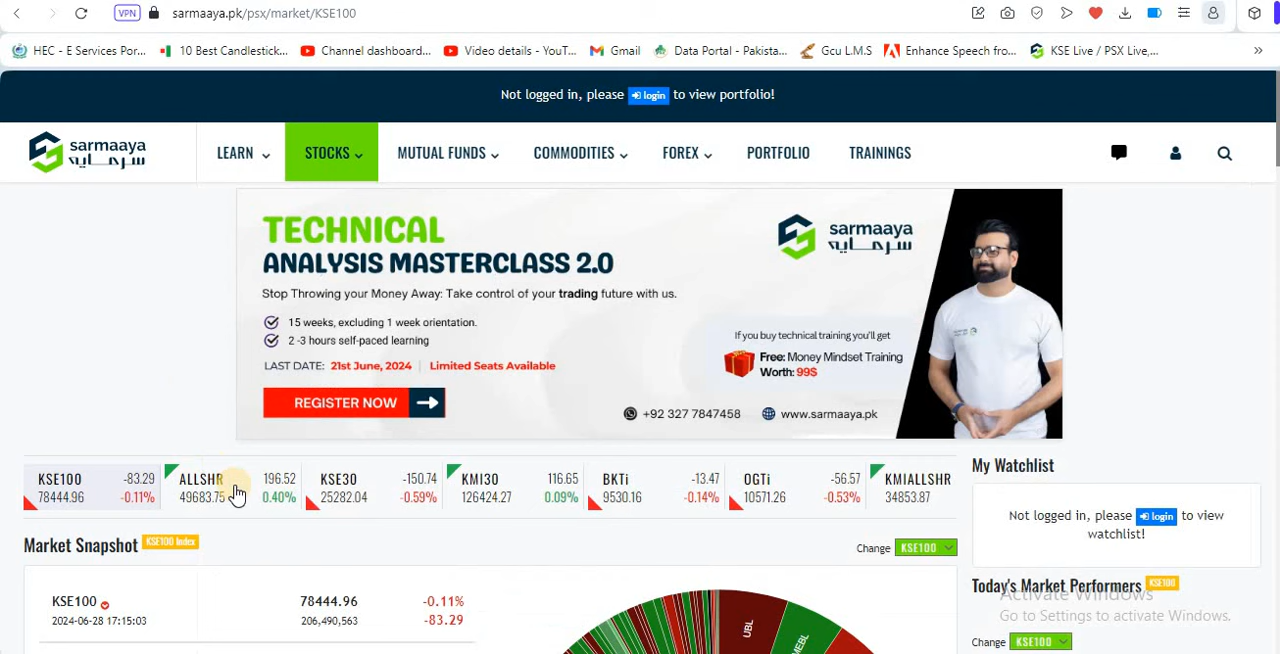 VPN sarmaaya.pk/psx/market/KSE100
HEC - E Services Por... 10 Best Candlestick... Channel dashboard... Video details - YouT... Gmail Data Portal - Pakista... Gcu L.M.S Enhance Speech fro... KSE Live / PSX Live,... »
Not logged in, please login to view portfolio!
sarmaaya
سرمایه
LEARN STOCKS MUTUAL FUNDS COMMODITIES FOREX PORTFOLIO TRAININGS
TECHNICAL
ANALYSIS MASTERCLASS 2.0
Stop Throwing your Money Away: Take control of your trading future with us.
15 weeks, excluding 1 week orientation.
2 -3 hours self-paced learning
LAST DATE: 21st June, 2024 | Limited Seats Available
REGISTER NOW
sarmaaya
سرمایه
If you buy technical training you'll get
Free: Money Mindset Training
Worth: 99$
+92 327 7847458 www.sarmaaya.pk
KSE100 -83.29
78444.96 -0.11%
ALLSHR 196.52
49683.75 0.40%
KSE30 -150.74
25282.04 -0.59%
KMI30 116.65
126424.27 0.09%
BKTi -13.47
9530.16 -0.14%
OGTi -56.57
10571.26 -0.53%
KMIALLSHR
34853.87
My Watchlist
Not logged in, please login to view
watchlist!
Market Snapshot KSE100 Index
Change KSE100
KSE100 78444.96 -0.11%
2024-06-28 17:15:03 206,490,563 -83.29
UBL
MEBL
Today's Market Performers KSE100
Change KSE100
Activate Windows
Go to Settings to activate Windows.